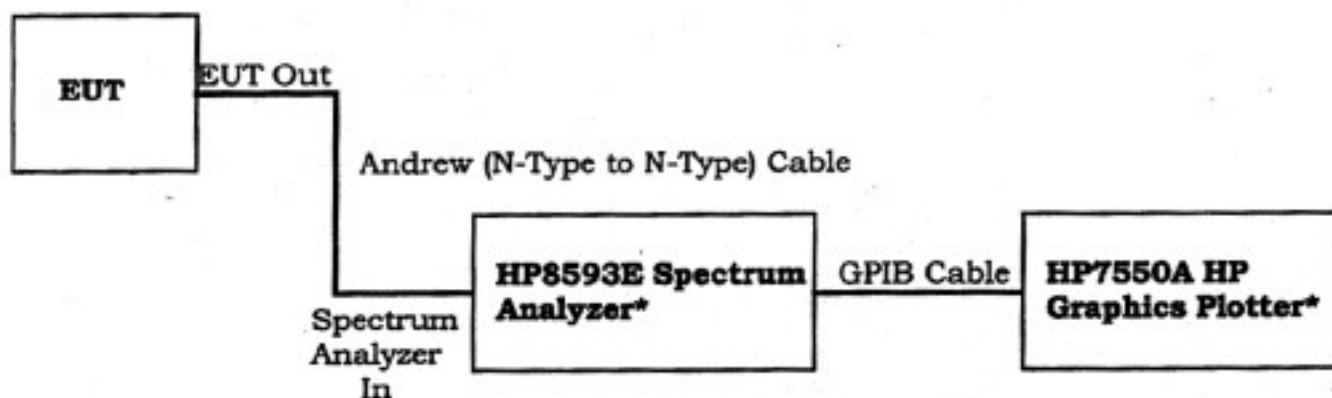 EUT
EUT Out
Andrew (N-Type to N-Type) Cable
Spectrum
Analyzer
In
HP8593E Spectrum
Analyzer*
GPIB Cable
HP7550A HP
Graphics Plotter*